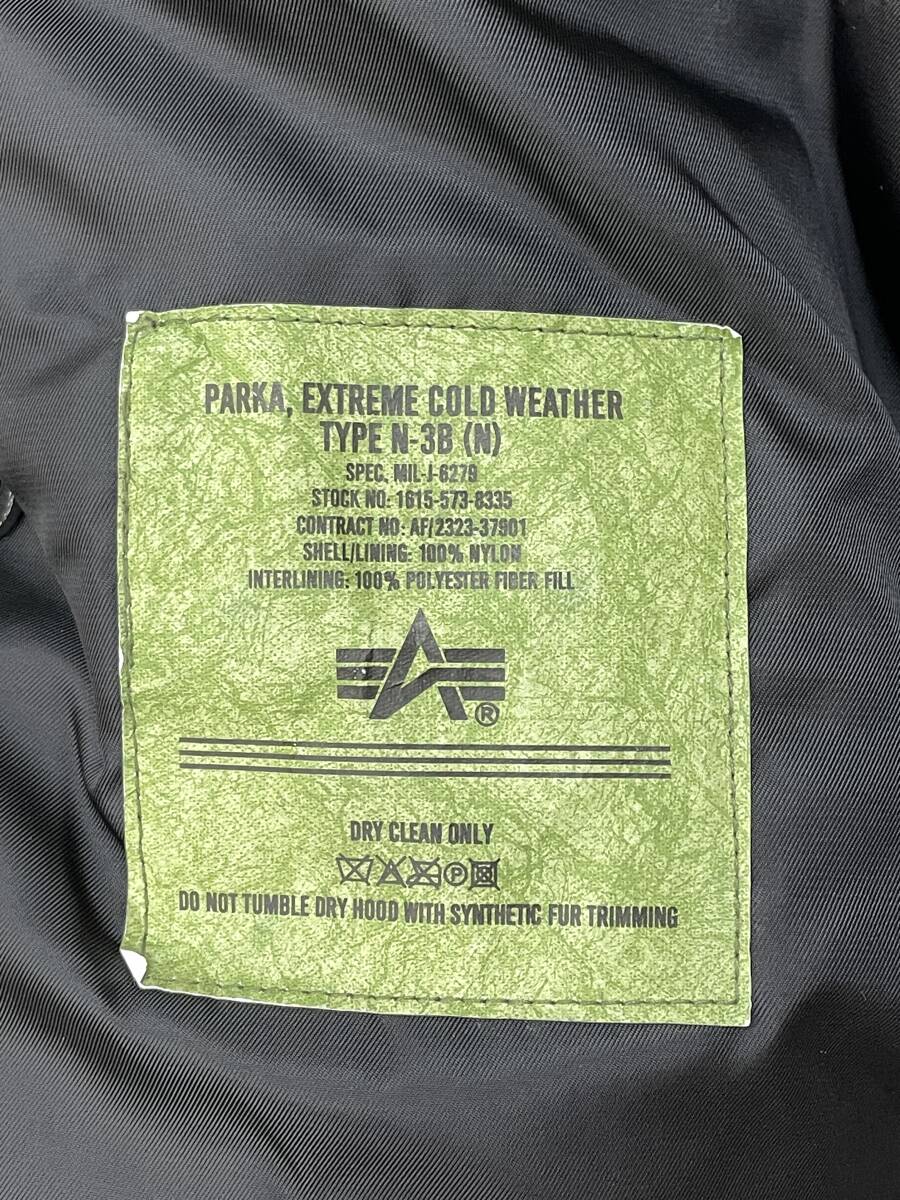 PARKA, EXTREME COLD WEATHER
TYPE N-3B (N)
SPEC. MIL-J-6279
STOCK NO: 1615-573-8335
CONTRACT NO: AF/2323-37901
SHELL/LINING: 100% NYLON
INTERLINING: 100% POLYESTER FIBER FILL
A®
DRY CLEAN ONLY
P
DO NOT TUMBLE DRY HOOD WITH SYNTHETIC FUR TRIMMING